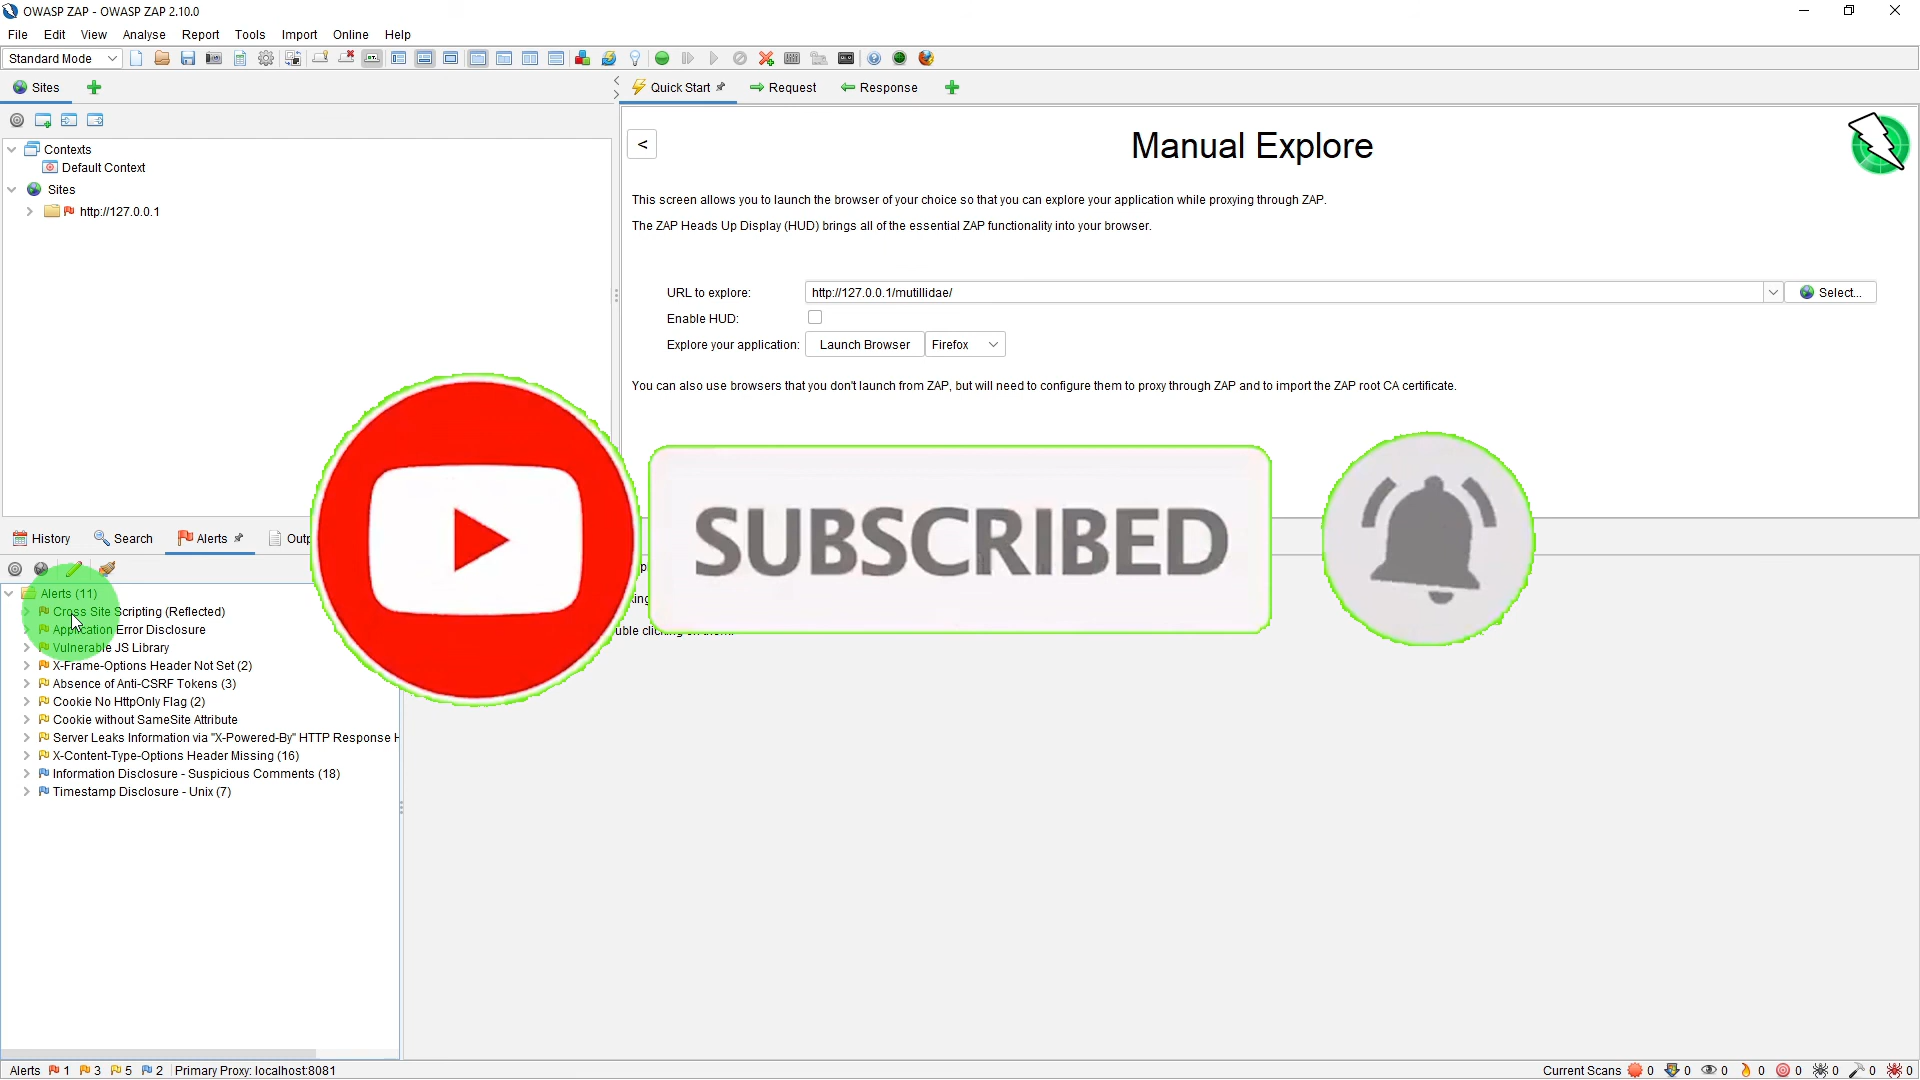 OWASP ZAP - OWASP ZAP 2.10.0
File Edit View Analyse Report Tools Import Online Help
Standard Mode
Sites
Quick Start Request Response
<
Manual Explore
Contexts
Default Context
Sites
http://127.0.0.1
This screen allows you to launch the browser of your choice so that you can explore your application while proxying through ZAP.
The ZAP Heads Up Display (HUD) brings all of the essential ZAP functionality into your browser.
URL to explore: http://127.0.0.1/mutillidae/ Select...
Enable HUD:
Explore your application: Launch Browser Firefox
You can also use browsers that you don't launch from ZAP, but will need to configure them to proxy through ZAP and to import the ZAP root CA certificate.
SUBSCRIBED
History Search Alerts
Alerts (11)
Cross Site Scripting (Reflected)
Application Error Disclosure
Vulnerable JS Library
X-Frame-Options Header Not Set (2)
Absence of Anti-CSRF Tokens (3)
Cookie No HttpOnly Flag (2)
Cookie without SameSite Attribute
Server Leaks Information via "X-Powered-By" HTTP Response
X-Content-Type-Options Header Missing (16)
Information Disclosure - Suspicious Comments (18)
Timestamp Disclosure - Unix (7)
Alerts 1 3 5 2 Primary Proxy: localhost:8081
Current Scans 0 0 0 0 0 0 0 0